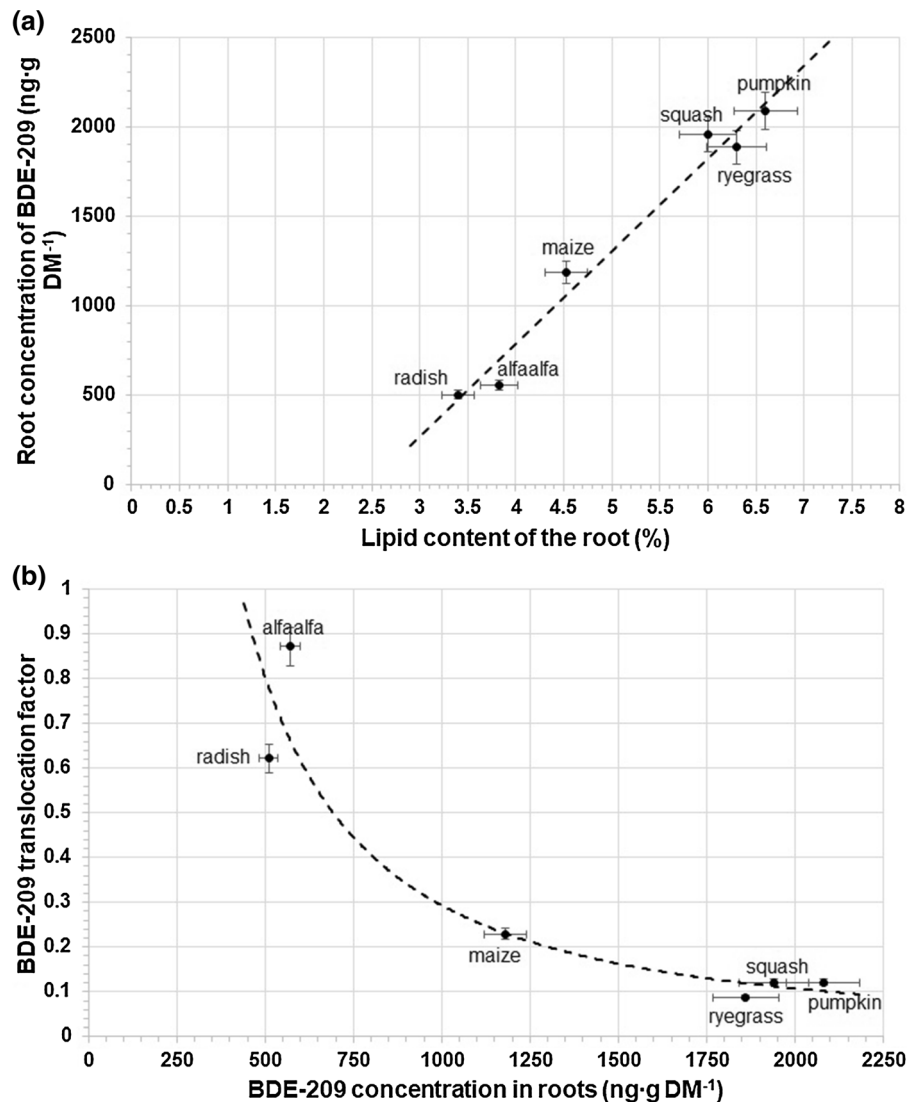 (a)
Root concentration of BDE-209 (ng·g
DM⁻¹)
2500
2000
1500
1000
500
0
pumpkin
squash
ryegrass
maize
radish
alfaalfa
0 0.5 1 1.5 2 2.5 3 3.5 4 4.5 5 5.5 6 6.5 7 7.5 8
Lipid content of the root (%)
(b)
BDE-209 translocation factor
1
0.9
0.8
0.7
0.6
0.5
0.4
0.3
0.2
0.1
0
alfaalfa
radish
maize
squash
ryegrass
pumpkin
0 250 500 750 1000 1250 1500 1750 2000 2250
BDE-209 concentration in roots (ng·g DM⁻¹)